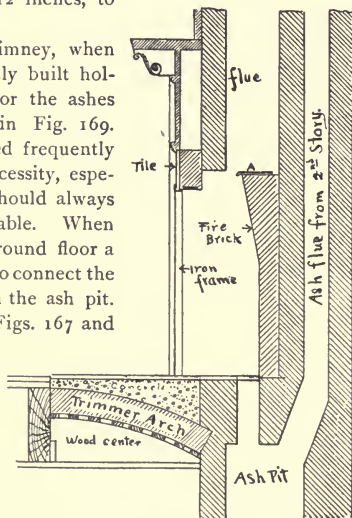 12 inches, to
imney, when
ly built hol-
or the ashes
in Fig. 169.
ed frequently
cessity, espe-
hould always
able. When
round floor a
o connect the
the ash pit.
Figs. 167 and
flue
Tile
A
Fire
Brick
Iron
frame
Ash flue from 2nd Story.
Concrete
Trimmer Arch
Wood center
Ash Pit